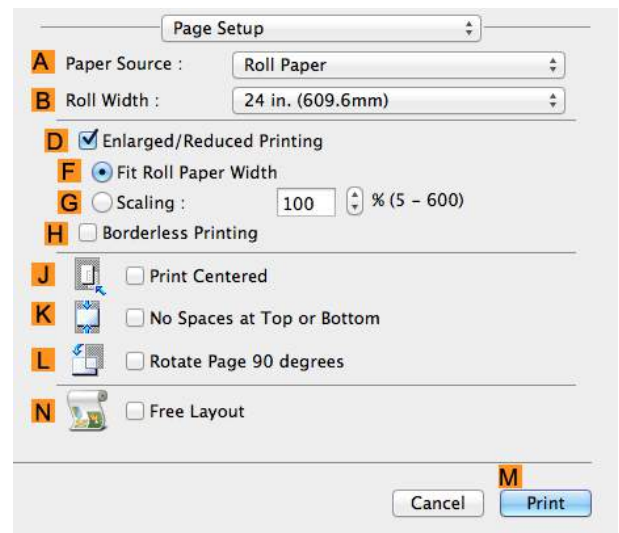 Page Setup
A Paper Source : Roll Paper
B Roll Width : 24 in. (609.6mm)
D Enlarged/Reduced Printing
F Fit Roll Paper Width
G Scaling : 100 % (5 – 600)
H Borderless Printing
J Print Centered
K No Spaces at Top or Bottom
L Rotate Page 90 degrees
N Free Layout
M
Cancel Print